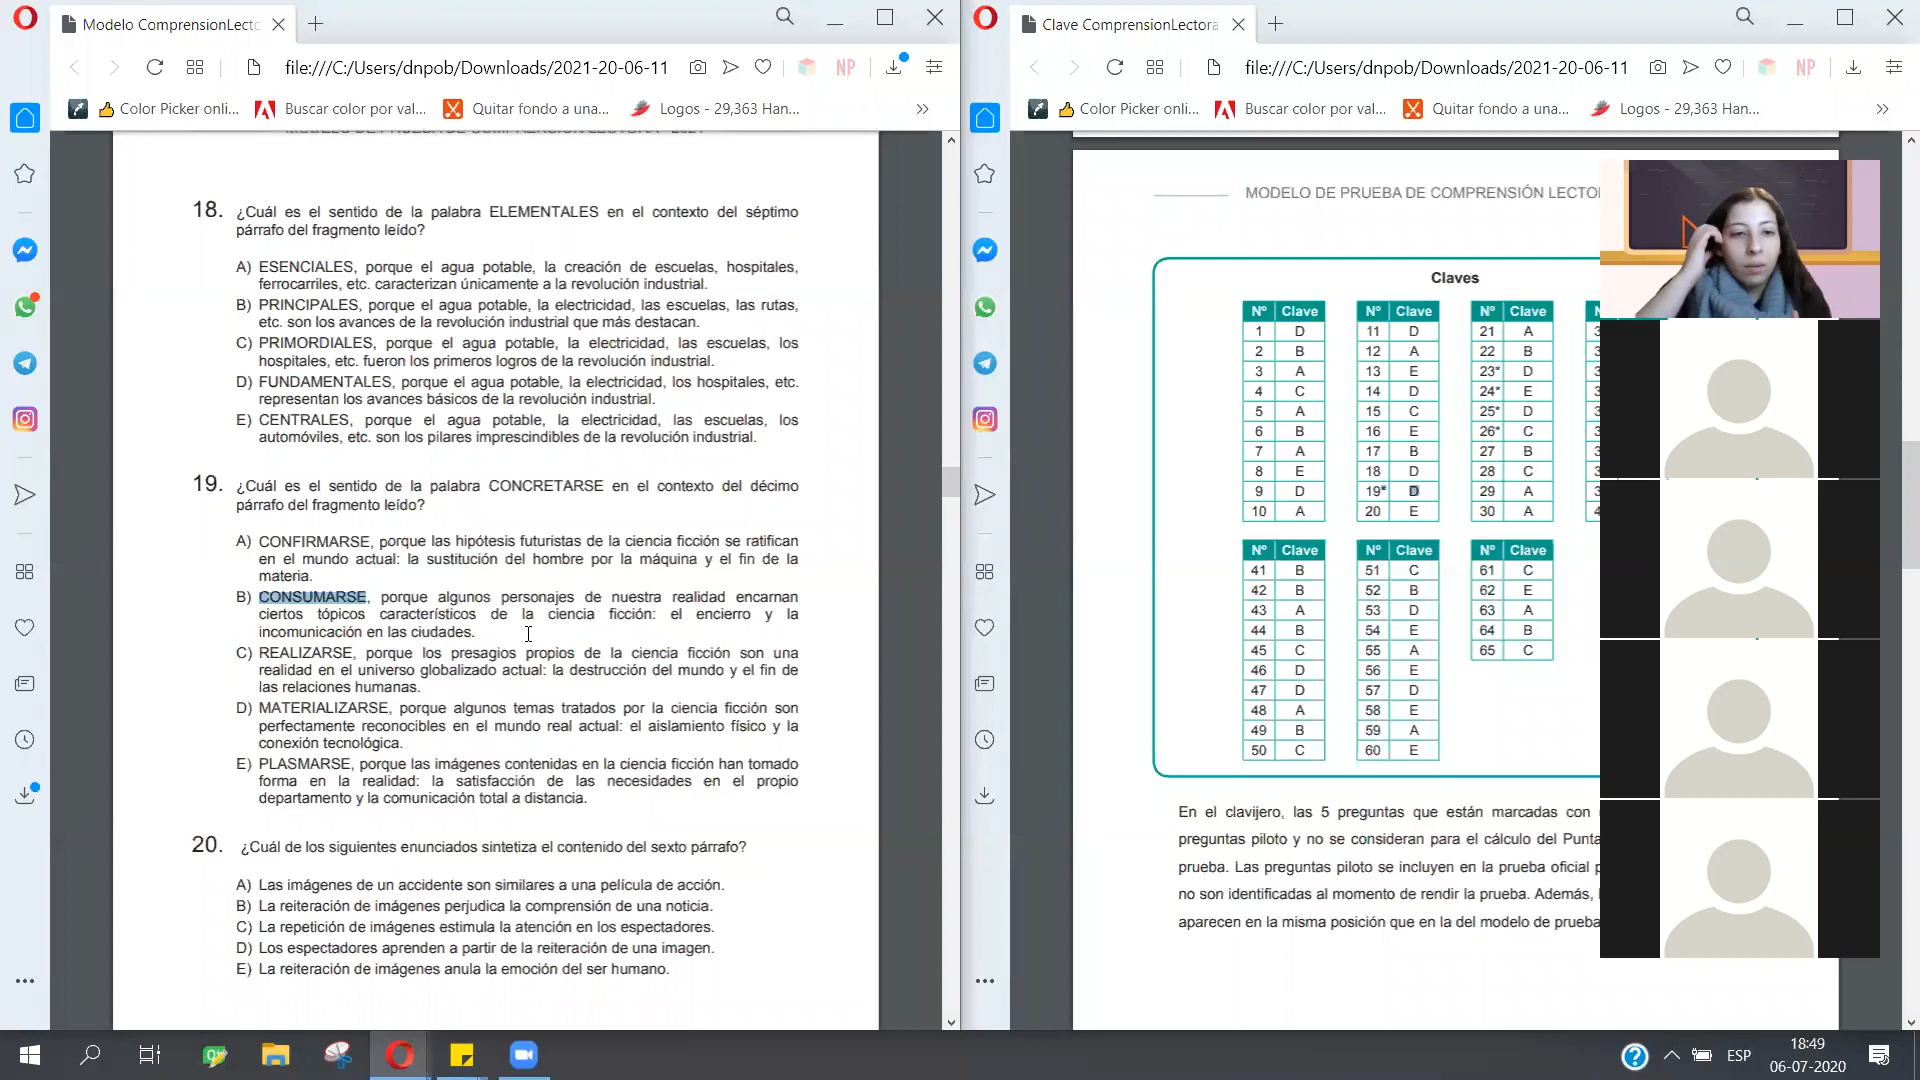 Modelo ComprensionLecto
file:///C:/Users/dnpob/Downloads/2021-20-06-11
NP
Color Picker onli...
Buscar color por val...
Quitar fondo a una...
Logos - 29,363 Han...
»
18. ¿Cuál es el sentido de la palabra ELEMENTALES en el contexto del séptimo
párrafo del fragmento leído?
A) ESENCIALES, porque el agua potable, la creación de escuelas, hospitales,
ferrocarriles, etc. caracterizan únicamente a la revolución industrial.
B) PRINCIPALES, porque el agua potable, la electricidad, las escuelas, las rutas,
etc. son los avances de la revolución industrial que más destacan.
C) PRIMORDIALES, porque el agua potable, la electricidad, las escuelas, los
hospitales, etc. fueron los primeros logros de la revolución industrial.
D) FUNDAMENTALES, porque el agua potable, la electricidad, los hospitales, etc.
representan los avances básicos de la revolución industrial.
E) CENTRALES, porque el agua potable, la electricidad, las escuelas, los
automóviles, etc. son los pilares imprescindibles de la revolución industrial.
19. ¿Cuál es el sentido de la palabra CONCRETARSE en el contexto del décimo
párrafo del fragmento leído?
A) CONFIRMARSE, porque las hipótesis futuristas de la ciencia ficción se ratifican
en el mundo actual: la sustitución del hombre por la máquina y el fin de la
materia.
B) CONSUMARSE, porque algunos personajes de nuestra realidad encarnan
ciertos tópicos característicos de la ciencia ficción: el encierro y la
incomunicación en las ciudades.
C) REALIZARSE, porque los presagios propios de la ciencia ficción son una
realidad en el universo globalizado actual: la destrucción del mundo y el fin de
las relaciones humanas.
D) MATERIALIZARSE, porque algunos temas tratados por la ciencia ficción son
perfectamente reconocibles en el mundo real actual: el aislamiento físico y la
conexión tecnológica.
E) PLASMARSE, porque las imágenes contenidas en la ciencia ficción han tomado
forma en la realidad: la satisfacción de las necesidades en el propio
departamento y la comunicación total a distancia.
20. ¿Cuál de los siguientes enunciados sintetiza el contenido del sexto párrafo?
A) Las imágenes de un accidente son similares a una película de acción.
B) La reiteración de imágenes perjudica la comprensión de una noticia.
C) La repetición de imágenes estimula la atención en los espectadores.
D) Los espectadores aprenden a partir de la reiteración de una imagen.
E) La reiteración de imágenes anula la emoción del ser humano.
Clave ComprensionLectora
file:///C:/Users/dnpob/Downloads/2021-20-06-11
NP
Color Picker onli...
Buscar color por val...
Quitar fondo a una...
Logos - 29,363 Han...
»
MODELO DE PRUEBA DE COMPRENSIÓN LECTOR
Claves
Nº Clave Nº Clave Nº Clave Nº
1 D 11 D 21 A 3
2 B 12 A 22 B 3
3 A 13 E 23* D 3
4 C 14 D 24* E 3
5 A 15 C 25* D 3
6 B 16 E 26* C 3
7 A 17 B 27 B 3
8 E 18 D 28 C 3
9 D 19* D 29 A 3
10 A 20 E 30 A 4
Nº Clave Nº Clave Nº Clave
41 B 51 C 61 C
42 B 52 B 62 E
43 A 53 D 63 A
44 B 54 E 64 B
45 C 55 A 65 C
46 D 56 E
47 D 57 D
48 A 58 E
49 B 59 A
50 C 60 E
En el clavijero, las 5 preguntas que están marcadas con
preguntas piloto y no se consideran para el cálculo del Punta
prueba. Las preguntas piloto se incluyen en la prueba oficial p
no son identificadas al momento de rendir la prueba. Además, l
aparecen en la misma posición que en la del modelo de prueba
ESP
18:49
06-07-2020